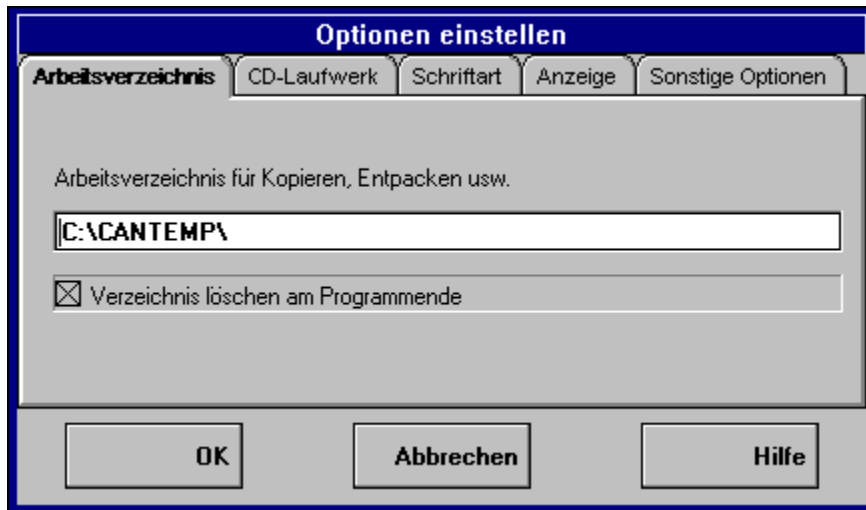 Optionen einstellen
Arbeitsverzeichnis CD-Laufwerk Schriftart Anzeige Sonstige Optionen
Arbeitsverzeichnis für Kopieren, Entpacken usw.
C:\CANTEMP\
Verzeichnis löschen am Programmende
OK Abbrechen Hilfe